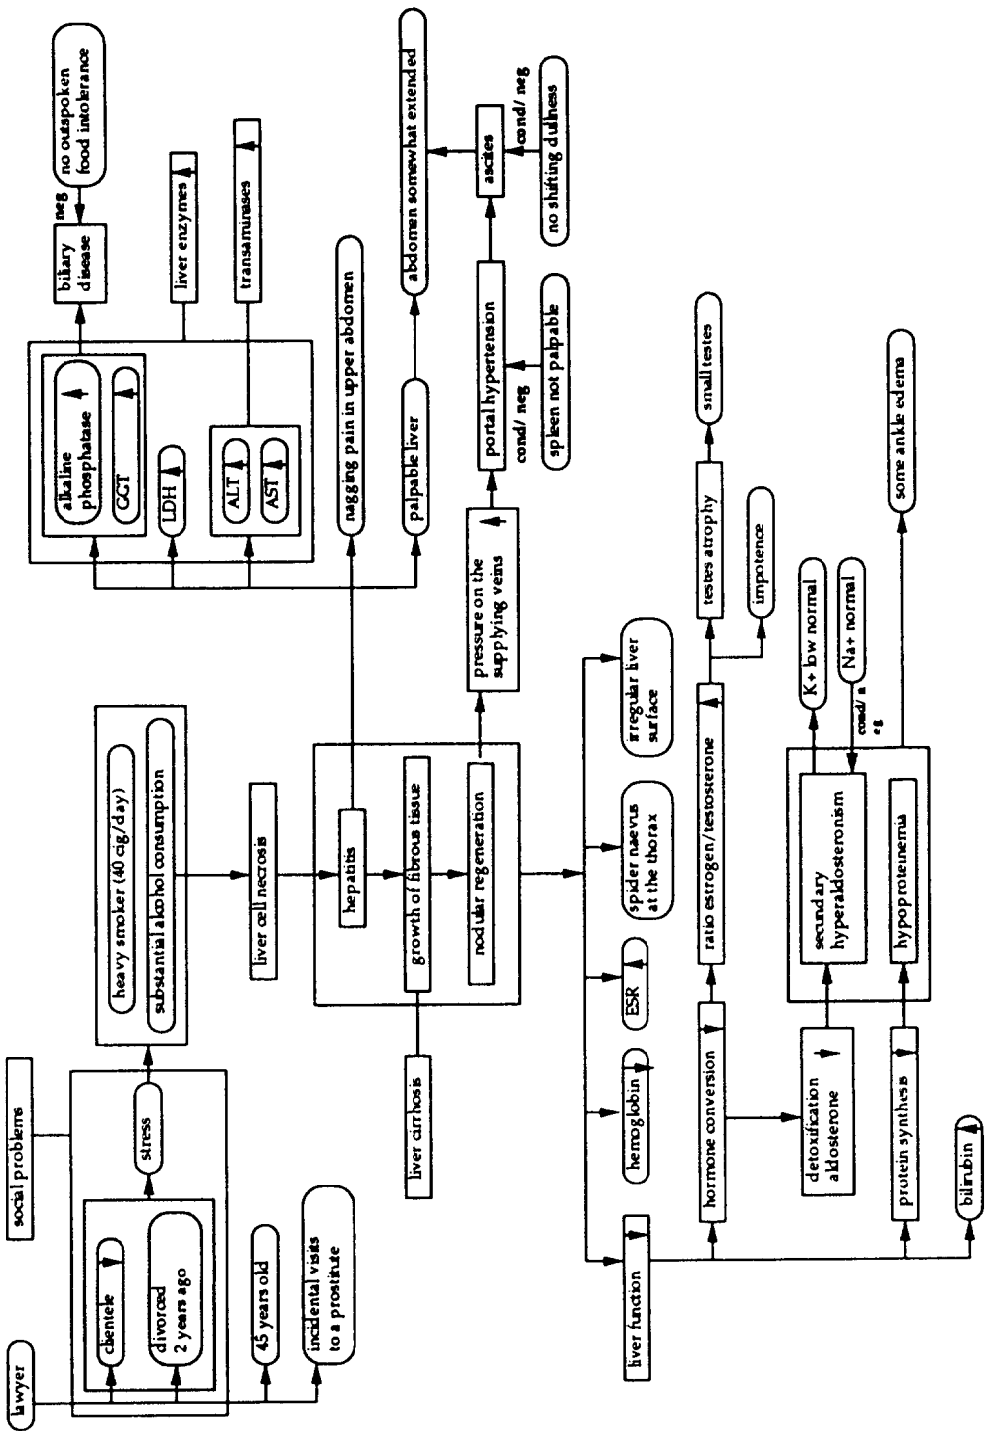 lawyer
social problems
clientele
divorced
2 years ago
stress
45 years old
incidental visits
to a prostitute
heavy smoker (40 cig/day)
substantial alcohol consumption
liver cell necrosis
hepatitis
growth of fibrous tissue
nodular regeneration
liver cirrhosis
alkaline
phosphatase
GGT
LDH
ALT
AST
biliary
disease
neg
no outspoken
food intolerance
liver enzymes
transaminases
nagging pain in upper abdomen
palpable liver
abdomen somewhat extended
pressure on the
supplying veins
portal hypertension
cond/ neg
spleen not palpable
ascites
cond/ neg
no shifting dullness
liver function
hemoglobin
ESR
spider naevus
at the thorax
irregular liver
surface
hormone conversion
ratio estrogen/testosterone
testes atrophy
small testes
impotence
detoxification
aldosterone
secundary
hyperaldosteronism
K+ low normal
Na+ normal
cond/ n
eg
protein synthesis
hypoproteinemia
some ankle edema
bilirubin